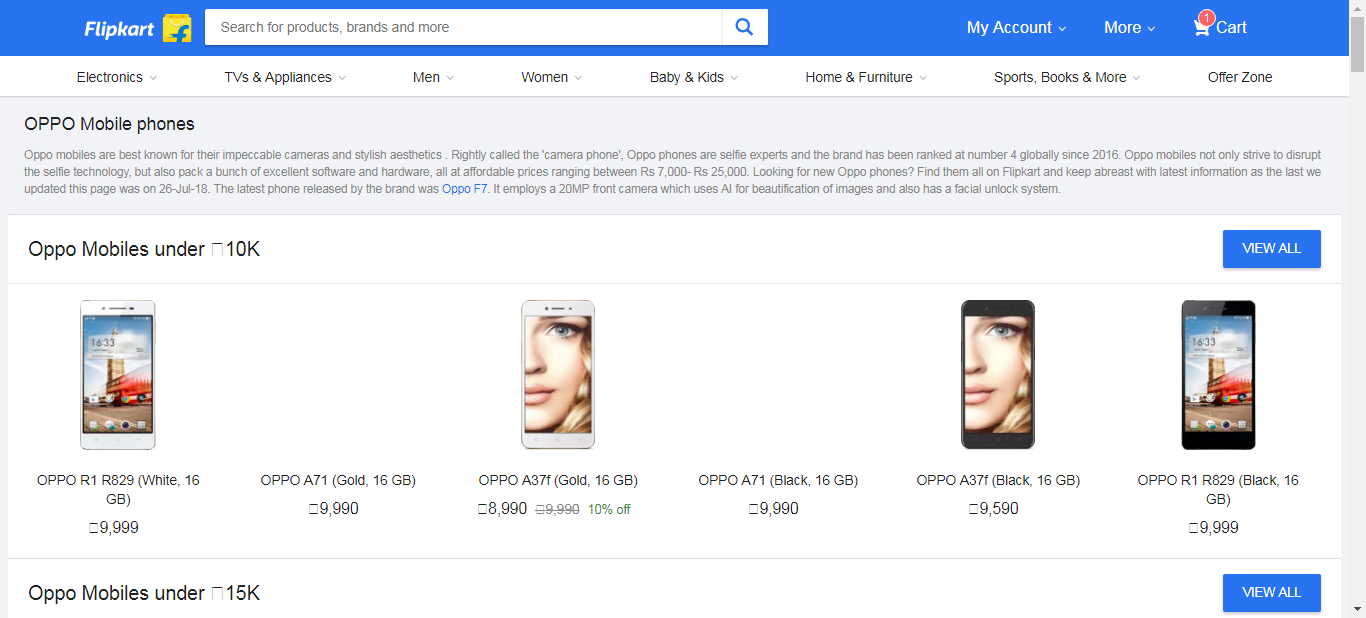 Flipkart
Search for products, brands and more
My Account
More
1
Cart
Electronics
TVs & Appliances
Men
Women
Baby & Kids
Home & Furniture
Sports, Books & More
Offer Zone
OPPO Mobile phones
Oppo mobiles are best known for their impeccable cameras and stylish aesthetics . Rightly called the 'camera phone', Oppo phones are selfie experts and the brand has been ranked at number 4 globally since 2016. Oppo mobiles not only strive to disrupt
the selfie technology, but also pack a bunch of excellent software and hardware, all at affordable prices ranging between Rs 7,000- Rs 25,000. Looking for new Oppo phones? Find them all on Flipkart and keep abreast with latest information as the last we
updated this page was on 26-Jul-18. The latest phone released by the brand was Oppo F7. It employs a 20MP front camera which uses AI for beautification of images and also has a facial unlock system.
Oppo Mobiles under □10K
VIEW ALL
16:33
16:33
OPPO R1 R829 (White, 16
GB)
□9,999
OPPO A71 (Gold, 16 GB)
□9,990
OPPO A37f (Gold, 16 GB)
□8,990 □9,990 10% off
OPPO A71 (Black, 16 GB)
□9,990
OPPO A37f (Black, 16 GB)
□9,590
OPPO R1 R829 (Black, 16
GB)
□9,999
Oppo Mobiles under □15K
VIEW ALL